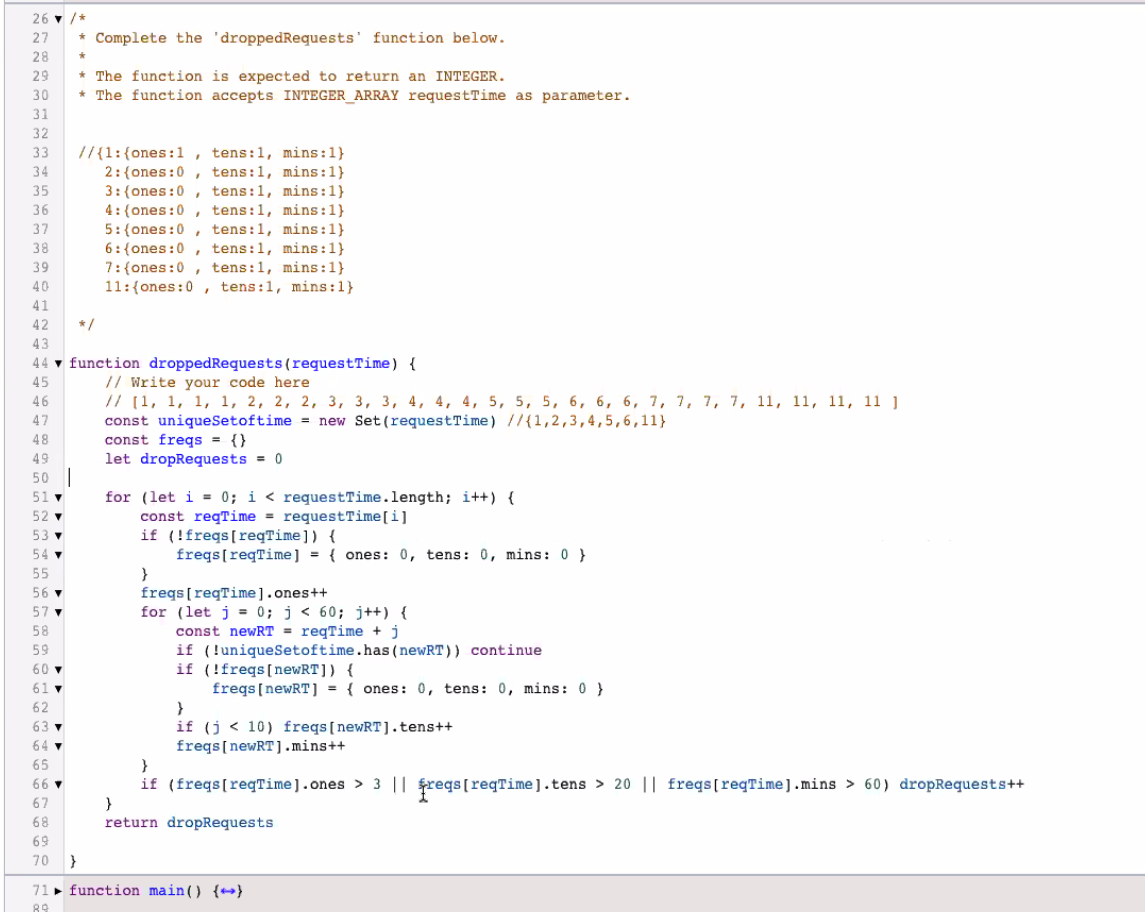 26 /*
27 * Complete the 'droppedRequests' function below.
28 *
29 * The function is expected to return an INTEGER.
30 * The function accepts INTEGER_ARRAY requestTime as parameter.
31
32
33 //{1:{ones:1 , tens:1, mins:1}
34 2:{ones:0 , tens:1, mins:1}
35 3:{ones:0 , tens:1, mins:1}
36 4:{ones:0 , tens:1, mins:1}
37 5:{ones:0 , tens:1, mins:1}
38 6:{ones:0 , tens:1, mins:1}
39 7:{ones:0 , tens:1, mins:1}
40 11:{ones:0 , tens:1, mins:1}
41
42 */
43
44 function droppedRequests(requestTime) {
45 // Write your code here
46 // [1, 1, 1, 1, 2, 2, 2, 3, 3, 3, 4, 4, 4, 5, 5, 5, 6, 6, 6, 7, 7, 7, 7, 11, 11, 11, 11 ]
47 const uniqueSetoftime = new Set(requestTime) //{1,2,3,4,5,6,11}
48 const freqs = {}
49 let dropRequests = 0
50
51 for (let i = 0; i < requestTime.length; i++) {
52 const reqTime = requestTime[i]
53 if (!freqs[reqTime]) {
54 freqs[reqTime] = { ones: 0, tens: 0, mins: 0 }
55 }
56 freqs[reqTime].ones++
57 for (let j = 0; j < 60; j++) {
58 const newRT = reqTime + j
59 if (!uniqueSetoftime.has(newRT)) continue
60 if (!freqs[newRT]) {
61 freqs[newRT] = { ones: 0, tens: 0, mins: 0 }
62 }
63 if (j < 10) freqs[newRT].tens++
64 freqs[newRT].mins++
65 }
66 if (freqs[reqTime].ones > 3 || freqs[reqTime].tens > 20 || freqs[reqTime].mins > 60) dropRequests++
67 }
68 return dropRequests
69
70 }
71 function main() {↔}
89